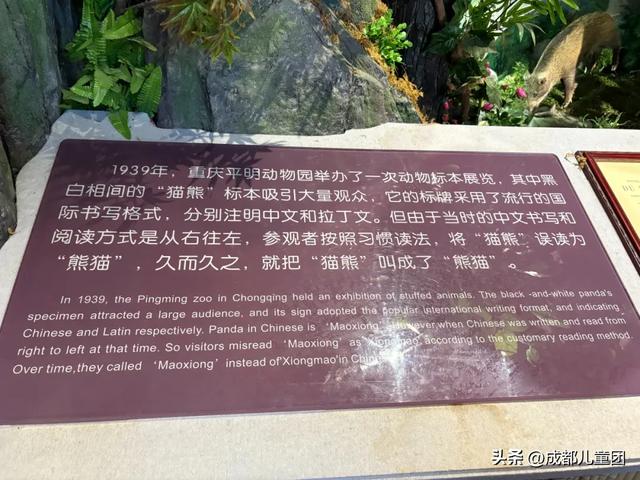 1939年，重庆平明动物园举办了一次动物标本展览，其中黑
白相间的“猫熊”标本吸引大量观众，它的标牌采用了流行的国
际书写格式，分别注明中文和拉丁文。但由于当时的中文书写和
阅读方式是从右往左，参观者按照习惯读法，将“猫熊”误读为
“熊猫”，久而久之，就把“猫熊”叫成了“熊猫”。
In 1939, the Pingming zoo in Chongqing held an exhibition of stuffed animals. The black -and-white panda's
specimen attracted a large audience, and its sign adopted the popular international writing format, and indicating
Chinese and Latin respectively. Panda in Chinese is ‘Maoxiong’. However,when Chinese was written and read from
right to left at that time. So visitors misread ‘Maoxiong’ as Xiongmao according to the customary reading method.
Over time,they called ‘Maoxiong’ instead of'Xiongmao'in
头条 @成都儿童团